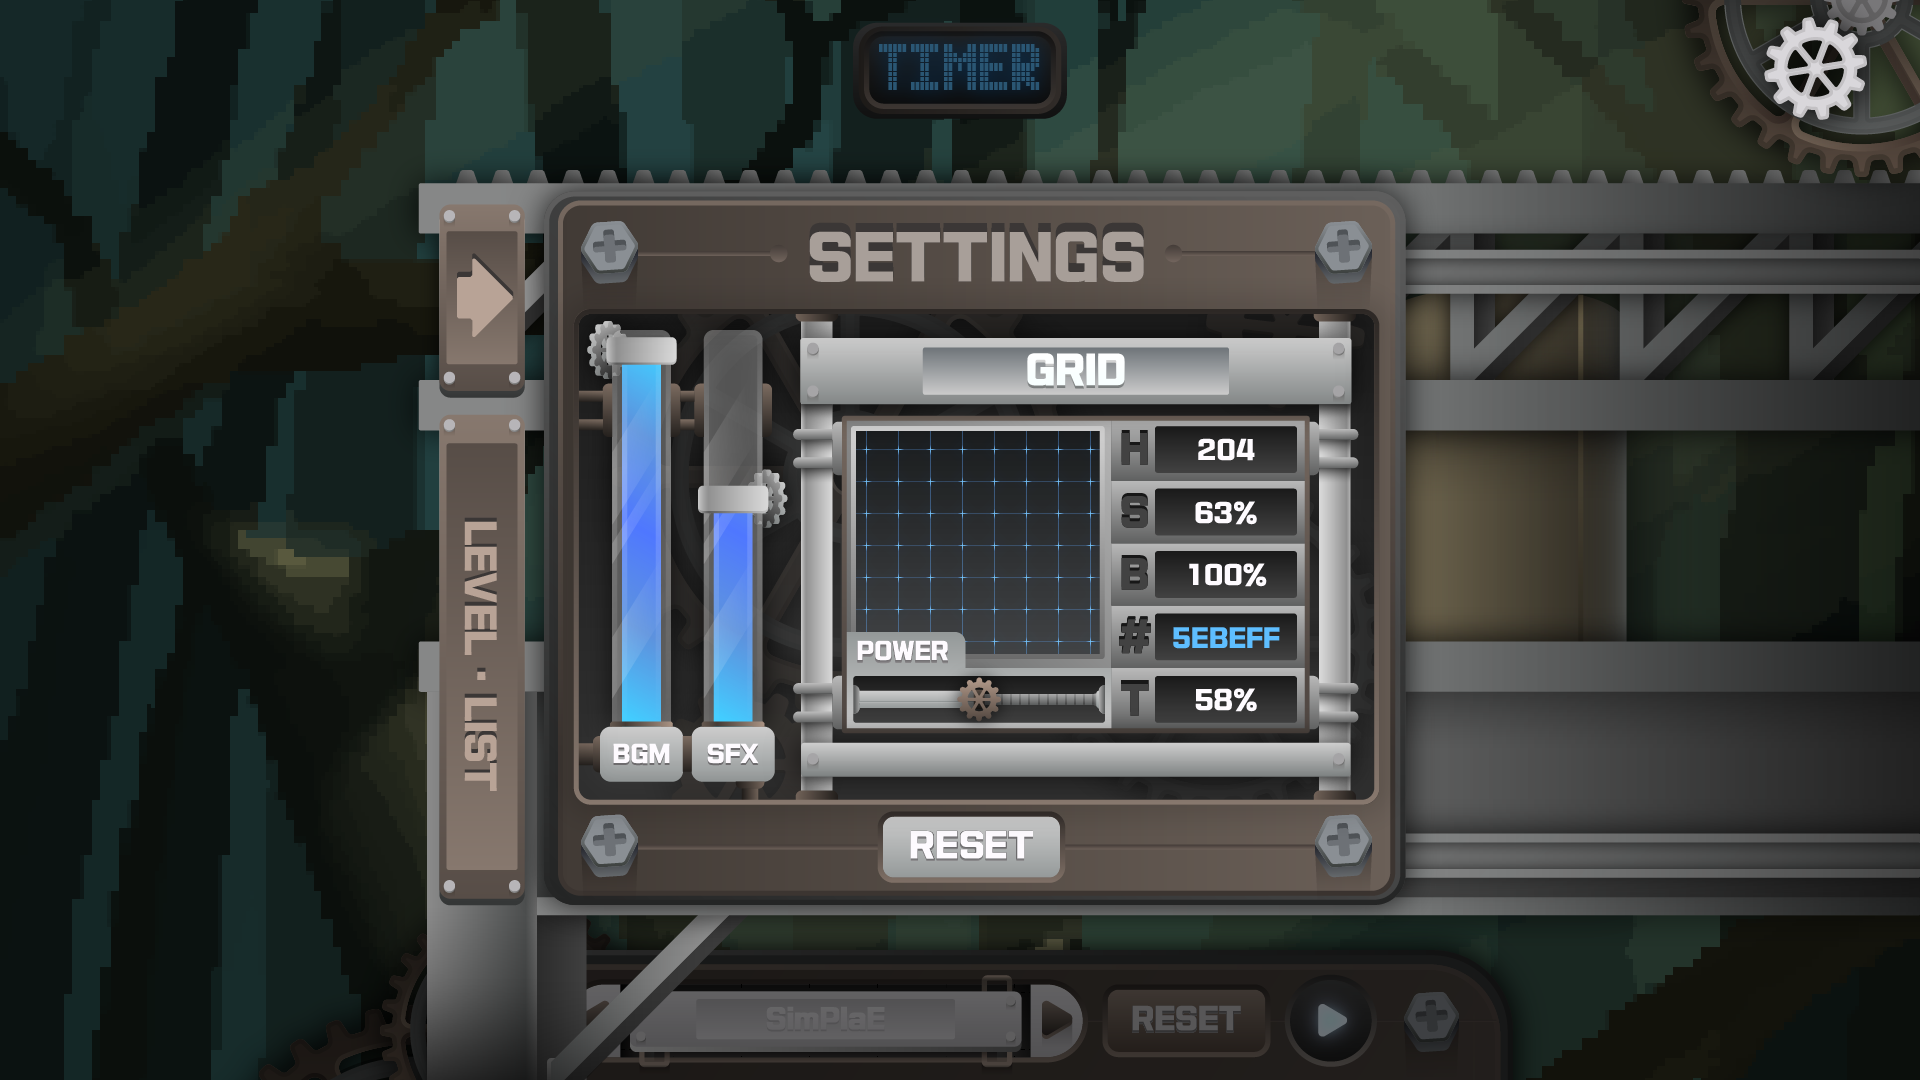 TIMER
SETTINGS
LEVEL · LIST
GRID
H 204
S 63%
B 100%
# 5EBEFF
T 58%
POWER
BGM
SFX
RESET
SimPlaE
RESET